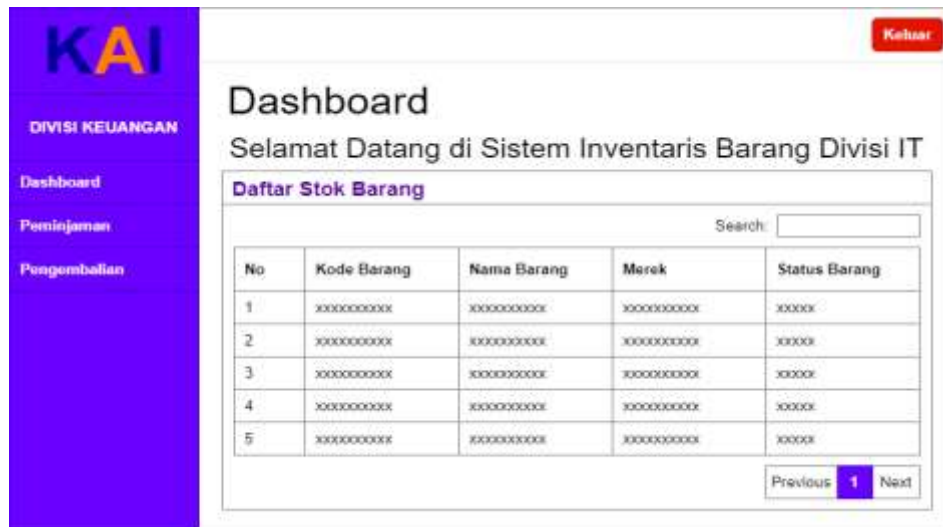 KAI
Keluar
DIVISI KEUANGAN
Dashboard
Peminjaman
Pengembalian
Dashboard
Selamat Datang di Sistem Inventaris Barang Divisi IT
Daftar Stok Barang
Search:
No Kode Barang Nama Barang Merek Status Barang
1 xxxxxxxxxx xxxxxxxxxx xxxxxxxxxx xxxxx
2 xxxxxxxxxx xxxxxxxxxx xxxxxxxxxx xxxxx
3 xxxxxxxxxx xxxxxxxxxx xxxxxxxxxx xxxxx
4 xxxxxxxxxx xxxxxxxxxx xxxxxxxxxx xxxxx
5 xxxxxxxxxx xxxxxxxxxx xxxxxxxxxx xxxxx
Previous 1 Next